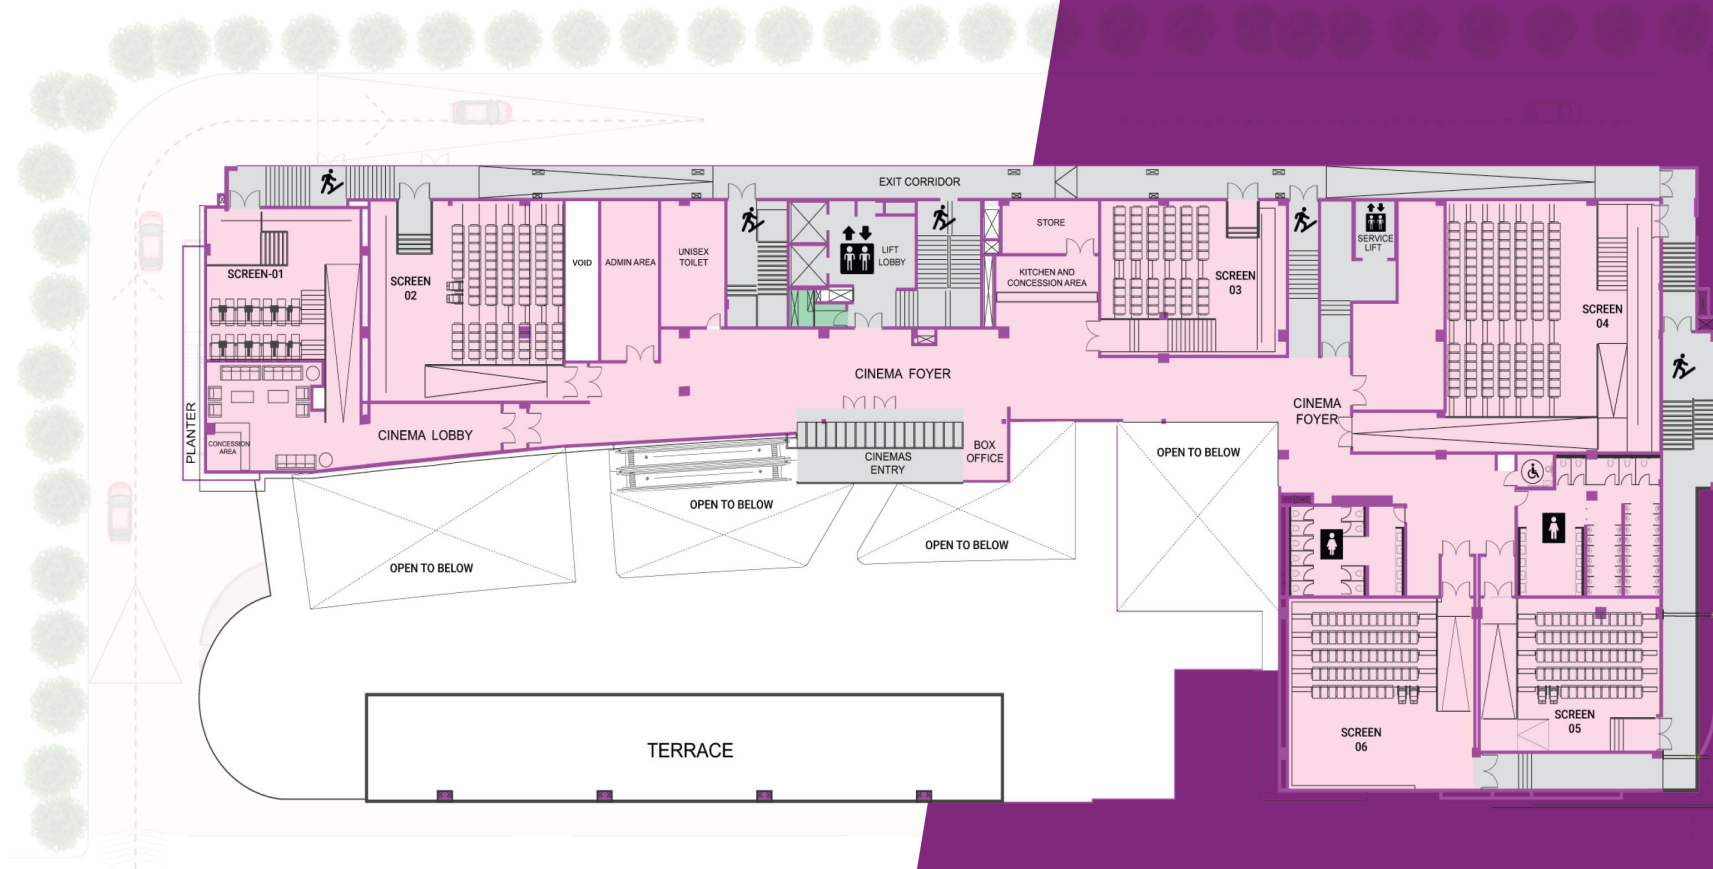 EXIT CORRIDOR
SCREEN-01
SCREEN
02
VOID
ADMIN AREA
UNISEX
TOILET
LIFT
LOBBY
STORE
KITCHEN AND
CONCESSION AREA
SCREEN
03
SERVICE
LIFT
SCREEN
04
CINEMA FOYER
CINEMA
FOYER
PLANTER
CONCESSION
AREA
CINEMA LOBBY
CINEMAS
ENTRY
BOX
OFFICE
OPEN TO BELOW
OPEN TO BELOW
OPEN TO BELOW
OPEN TO BELOW
SCREEN
06
SCREEN
05
TERRACE